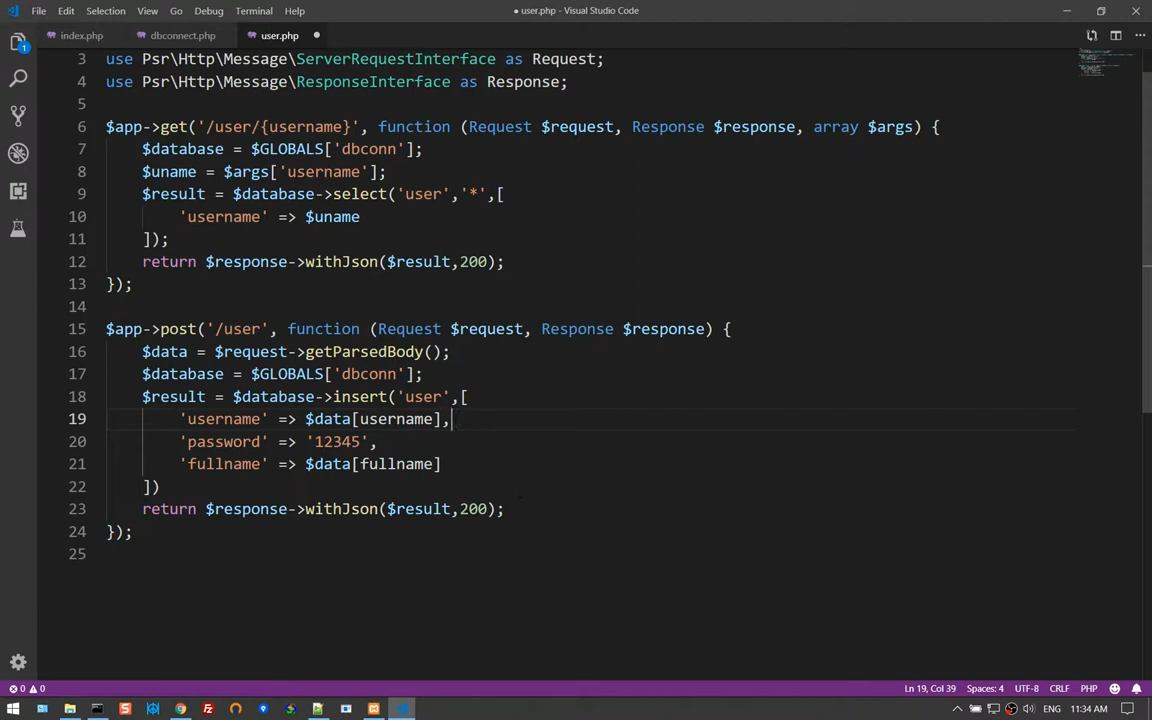 File Edit Selection View Go Debug Terminal Help ● user.php - Visual Studio Code
index.php dbconnect.php user.php
1
3 use Psr\Http\Message\ServerRequestInterface as Request;
4 use Psr\Http\Message\ResponseInterface as Response;
5
6 $app->get('/user/{username}', function (Request $request, Response $response, array $args) {
7 $database = $GLOBALS['dbconn'];
8 $uname = $args['username'];
9 $result = $database->select('user','*',[
10 'username' => $uname
11 ]);
12 return $response->withJson($result,200);
13 });
14
15 $app->post('/user', function (Request $request, Response $response) {
16 $data = $request->getParsedBody();
17 $database = $GLOBALS['dbconn'];
18 $result = $database->insert('user',[
19 'username' => $data[username],
20 'password' => '12345',
21 'fullname' => $data[fullname]
22 ])
23 return $response->withJson($result,200);
24 });
25
0 0 Ln 19, Col 39 Spaces: 4 UTF-8 CRLF PHP
ENG 11:34 AM